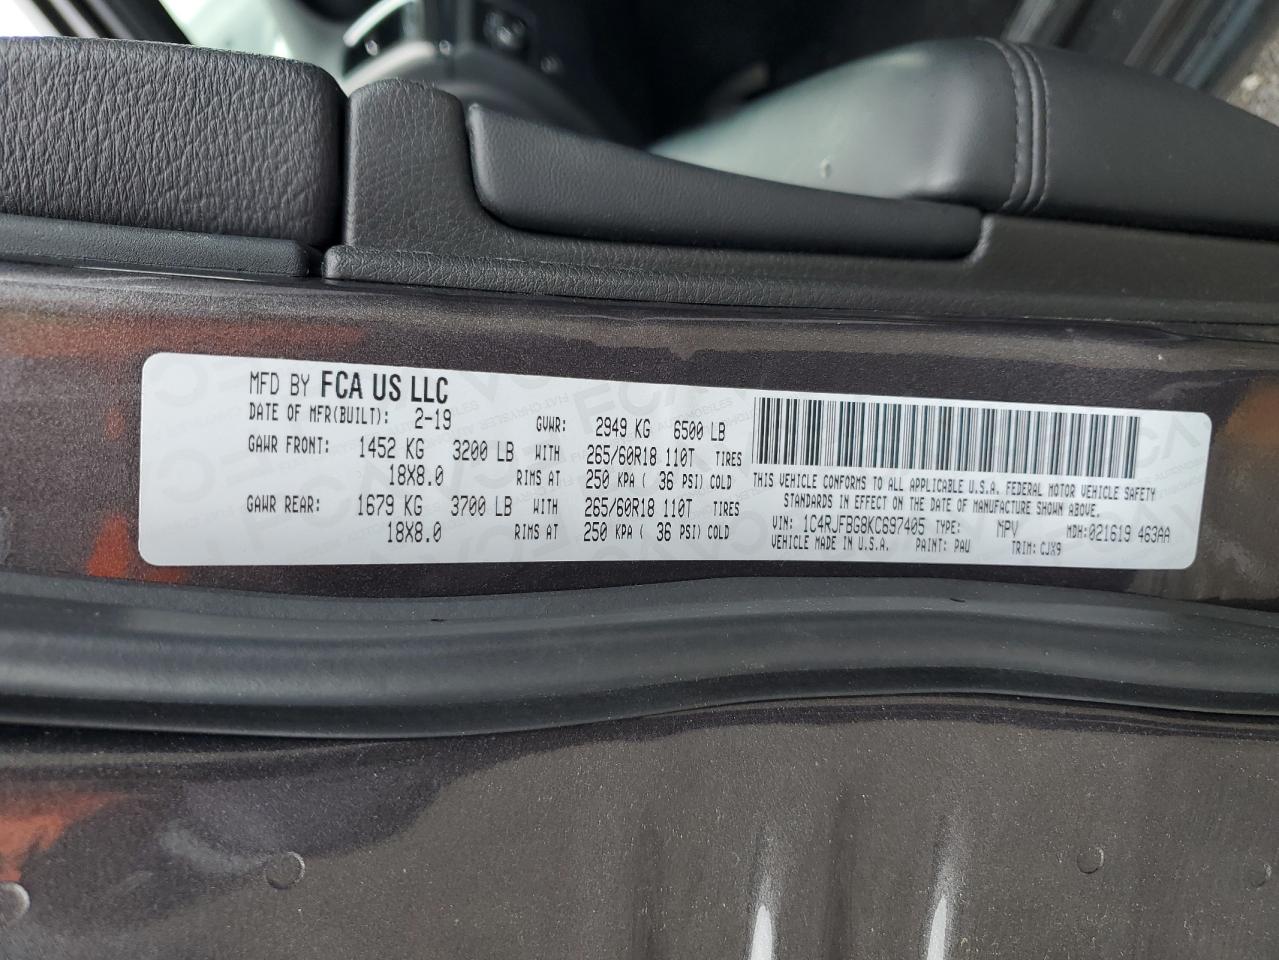 MFD BY FCA US LLC
DATE OF MFR(BUILT): 2-19 GVWR: 2949 KG 6500 LB
GAWR FRONT: 1452 KG 3200 LB WITH 265/60R18 110T TIRES
18X8.0 RIMS AT 250 KPA ( 36 PSI) COLD
GAWR REAR: 1679 KG 3700 LB WITH 265/60R18 110T TIRES
18X8.0 RIMS AT 250 KPA ( 36 PSI) COLD
THIS VEHICLE CONFORMS TO ALL APPLICABLE U.S.A. FEDERAL MOTOR VEHICLE SAFETY
STANDARDS IN EFFECT ON THE DATE OF MANUFACTURE SHOWN ABOVE.
VIN: 1C4RJFBG8KC697405 TYPE: MPV MDH:021619 463AA
VEHICLE MADE IN U.S.A. PAINT: PAU TRIM: CJX9